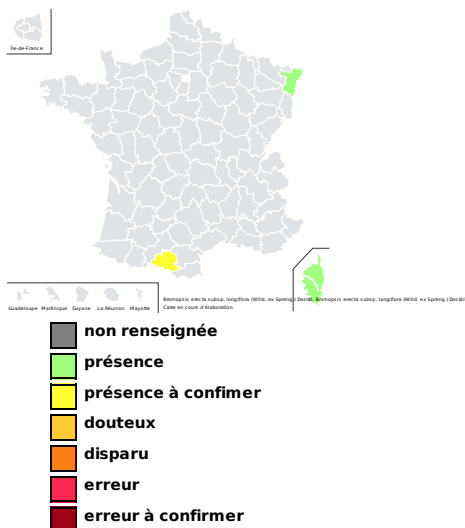 Île-de-France
Guadeloupe Martinique Guyane La Réunion Mayotte
Bromopsis erecta subsp. longiflora (Willd. ex Spreng.) Dostál, Bromopsis erecta subsp. longiflora (Willd. ex Spreng.) Dostál
Carte en cours d'élaboration.
non renseignée
présence
présence à confimer
douteux
disparu
erreur
erreur à confirmer